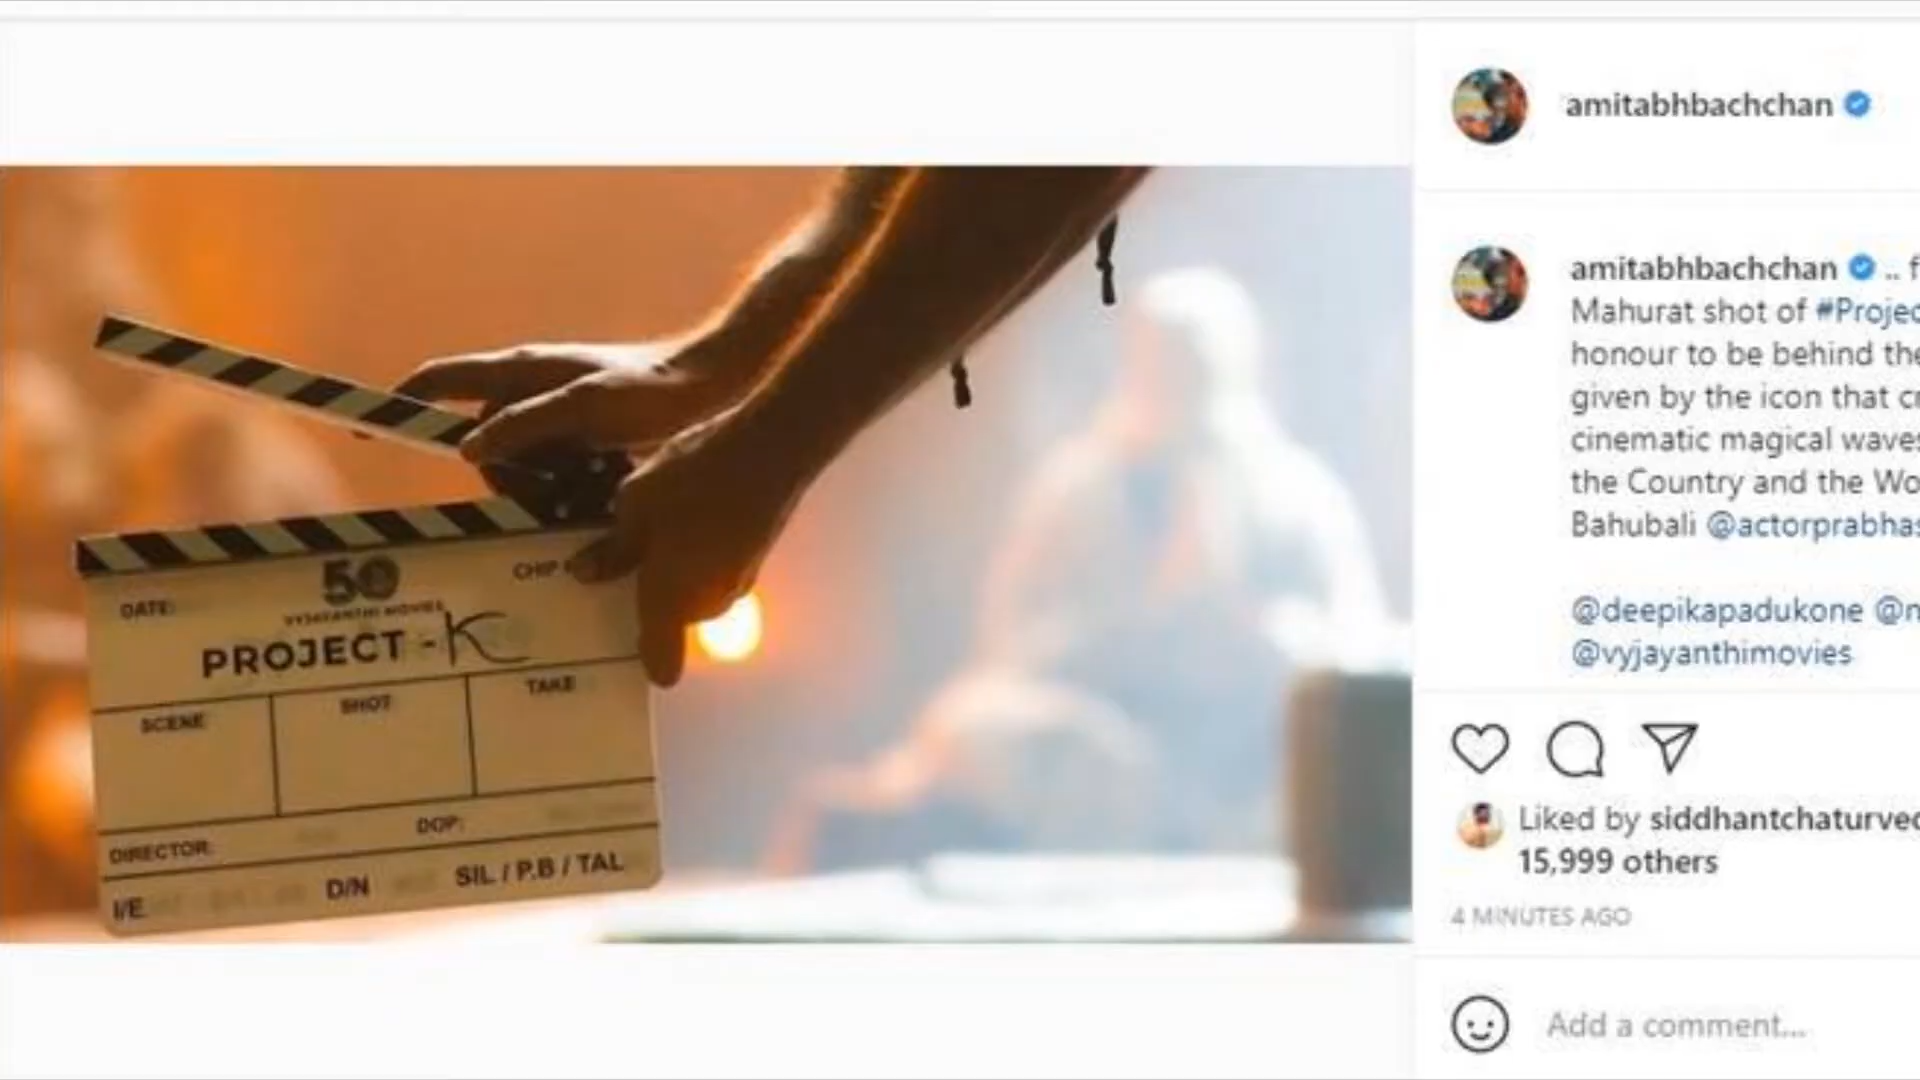 50
VYJAYANTHI MOVIES
DATE:
CHIP
PROJECT - K
SCENE
SHOT
TAKE
DIRECTOR:
DOP:
I/E
D/N
SIL / P.B / TAL
amitabhbachchan
amitabhbachchan ..
Mahurat shot of
honour to be behind the
given by the icon that
cinematic magical
the Country and the
Bahubali @actorprabhas
@deepikapadukone
@vyjayanthimovies
Liked by
15,999 others
4 MINUTES AGO
Add a comment...